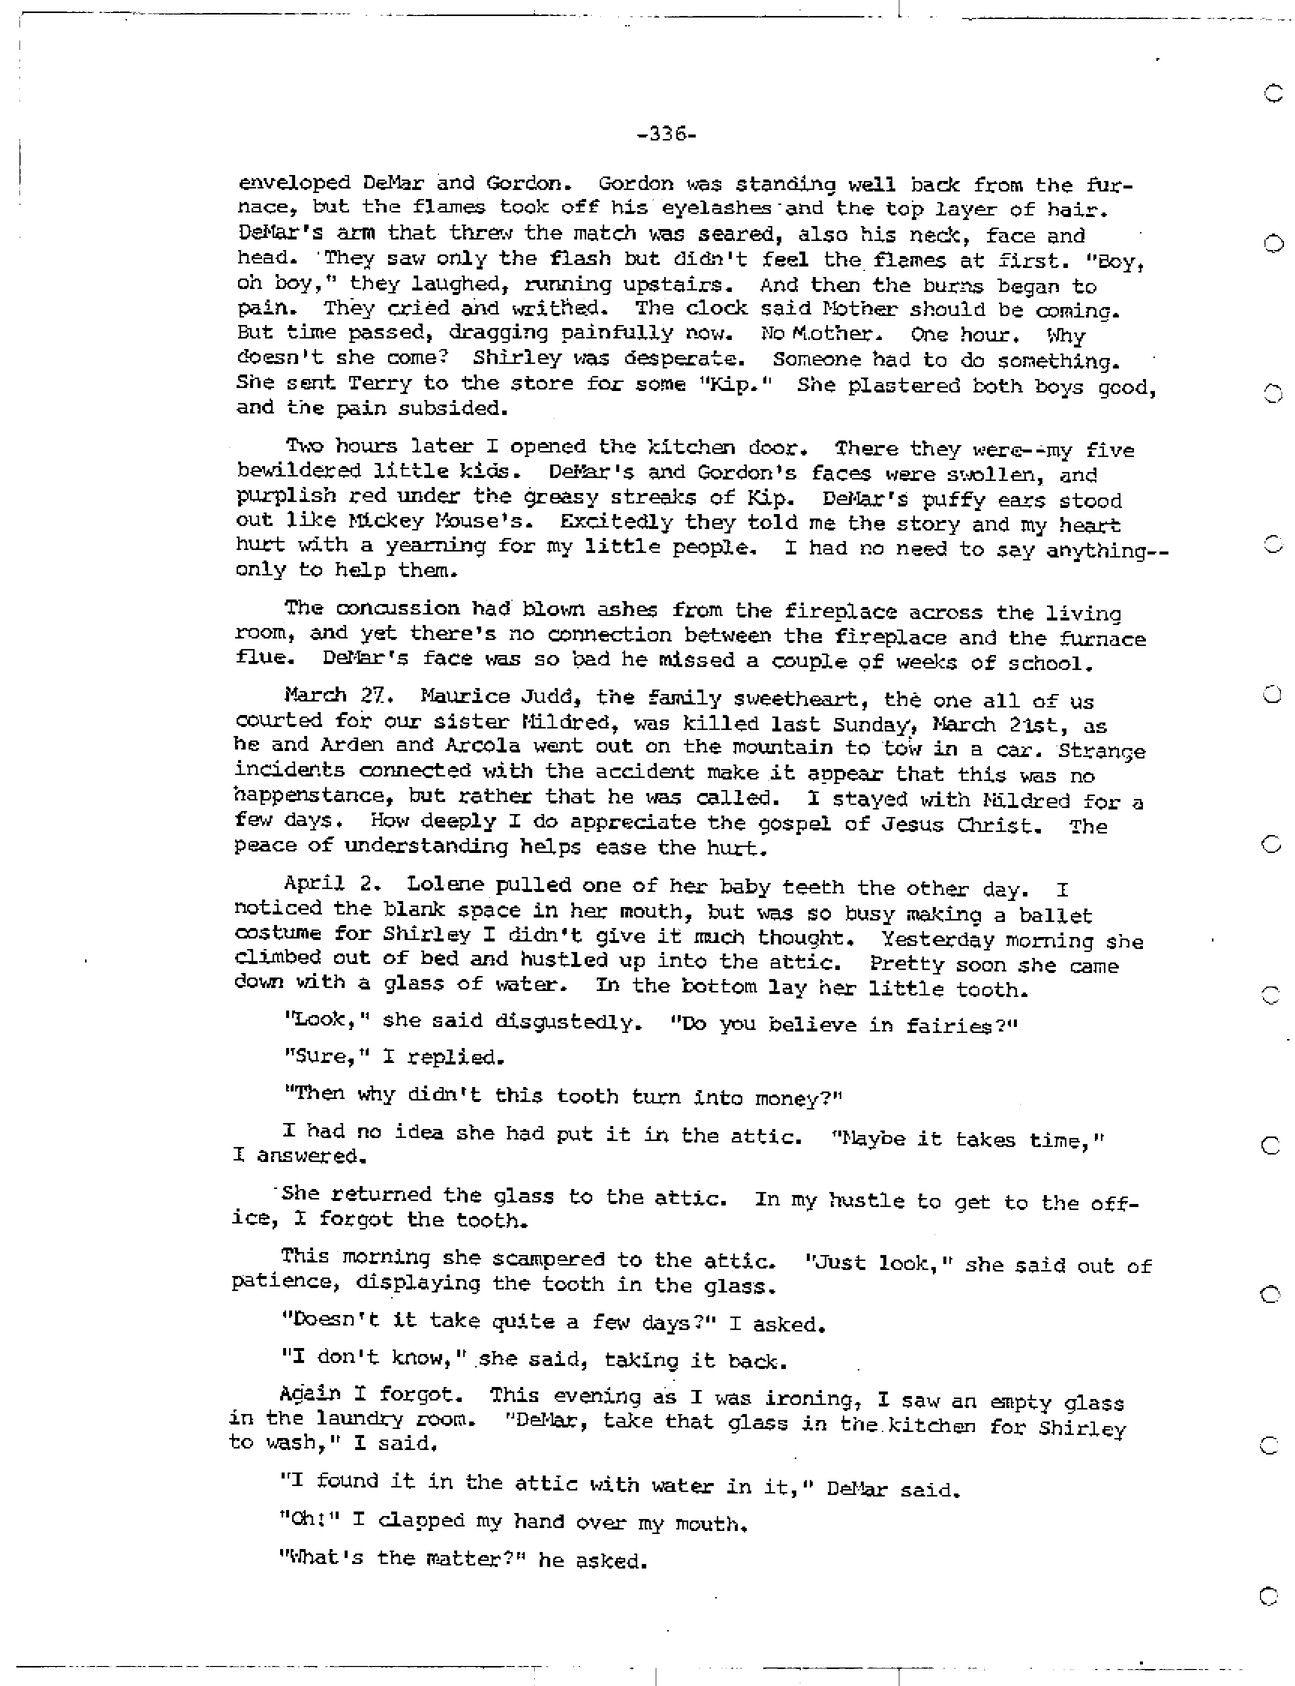 -336-
enveloped DeMar and Gordon. Gordon was standing well back from the fur-
nace, but the flames took off his eyelashes and the top layer of hair.
DeMar's arm that threw the match was seared, also his neck, face and
head. They saw only the flash but didn't feel the flames at first. "Boy,
oh boy," they laughed, running upstairs. And then the burns began to
pain. They cried and writhed. The clock said Mother should be coming.
But time passed, dragging painfully now. No Mother. One hour. Why
doesn't she come? Shirley was desperate. Someone had to do something.
She sent Terry to the store for some "Kip." She plastered both boys good,
and the pain subsided.
Two hours later I opened the kitchen door. There they were--my five
bewildered little kids. DeMar's and Gordon's faces were swollen, and
purplish red under the greasy streaks of Kip. DeMar's puffy ears stood
out like Mickey Mouse's. Excitedly they told me the story and my heart
hurt with a yearning for my little people. I had no need to say anything--
only to help them.
The concussion had blown ashes from the fireplace across the living
room, and yet there's no connection between the fireplace and the furnace
flue. DeMar's face was so bad he missed a couple of weeks of school.
March 27. Maurice Judd, the family sweetheart, the one all of us
courted for our sister Mildred, was killed last Sunday, March 21st, as
he and Arden and Arcola went out on the mountain to tow in a car. Strange
incidents connected with the accident make it appear that this was no
happenstance, but rather that he was called. I stayed with Mildred for a
few days. How deeply I do appreciate the gospel of Jesus Christ. The
peace of understanding helps ease the hurt.
April 2. Lolene pulled one of her baby teeth the other day. I
noticed the blank space in her mouth, but was so busy making a ballet
costume for Shirley I didn't give it much thought. Yesterday morning she
climbed out of bed and hustled up into the attic. Pretty soon she came
down with a glass of water. In the bottom lay her little tooth.
"Look," she said disgustedly. "Do you believe in fairies?"
"Sure," I replied.
"Then why didn't this tooth turn into money?"
I had no idea she had put it in the attic. "Maybe it takes time,"
I answered.
She returned the glass to the attic. In my hustle to get to the off-
ice, I forgot the tooth.
This morning she scampered to the attic. "Just look," she said out of
patience, displaying the tooth in the glass.
"Doesn't it take quite a few days?" I asked.
"I don't know," she said, taking it back.
Again I forgot. This evening as I was ironing, I saw an empty glass
in the laundry room. "DeMar, take that glass in the kitchen for Shirley
to wash," I said.
"I found it in the attic with water in it," DeMar said.
"Oh!" I clapped my hand over my mouth.
"What's the matter?" he asked.